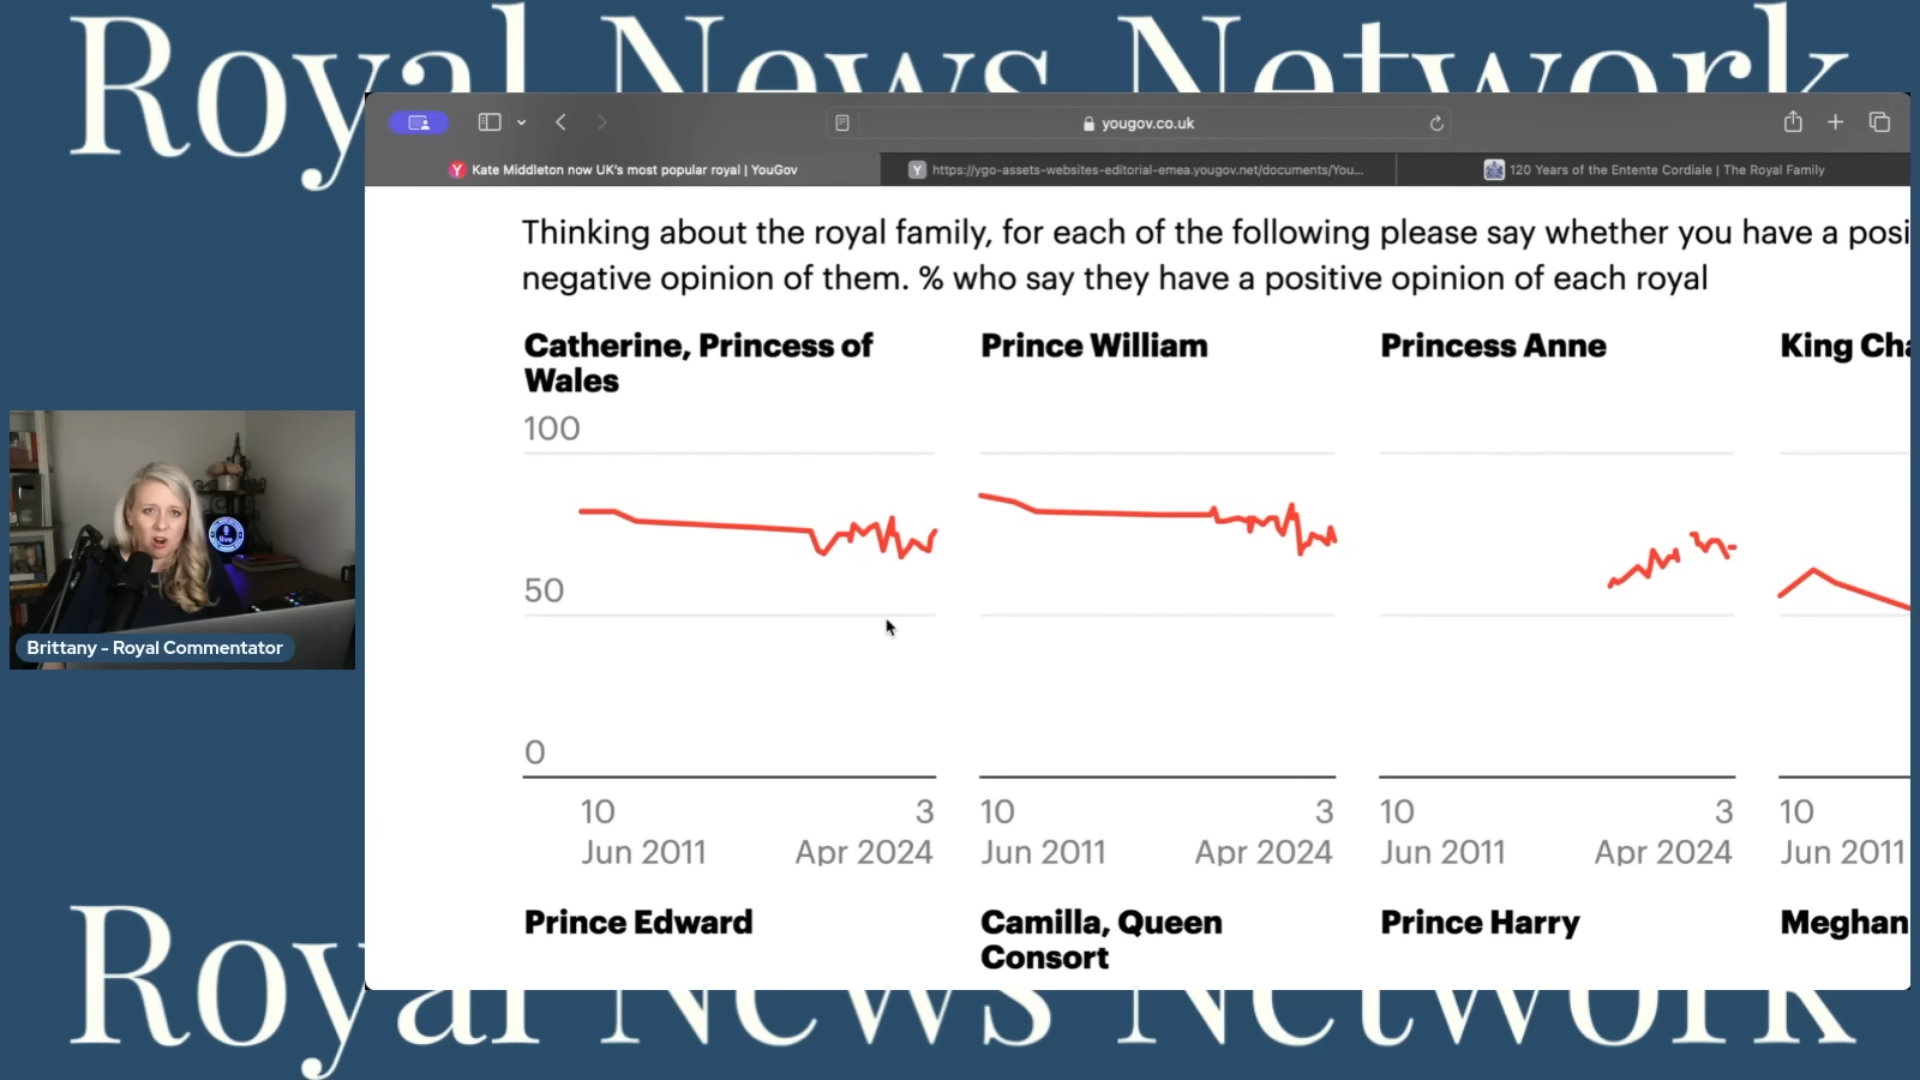 Royal News Network
yougov.co.uk
Kate Middleton now UK's most popular royal | YouGov
https://ygo-assets-websites-editorial-emea.yougov.net/documents/You...
120 Years of the Entente Cordiale | The Royal Family
Thinking about the royal family, for each of the following please say whether you have a posi
negative opinion of them. % who say they have a positive opinion of each royal
Catherine, Princess of
Wales
Prince William
Princess Anne
King Cha
100
50
0
10
Jun 2011
3
Apr 2024
10
Jun 2011
3
Apr 2024
10
Jun 2011
3
Apr 2024
10
Jun 2011
Prince Edward
Camilla, Queen
Consort
Prince Harry
Meghan
live
Brittany - Royal Commentator
Royal News Network